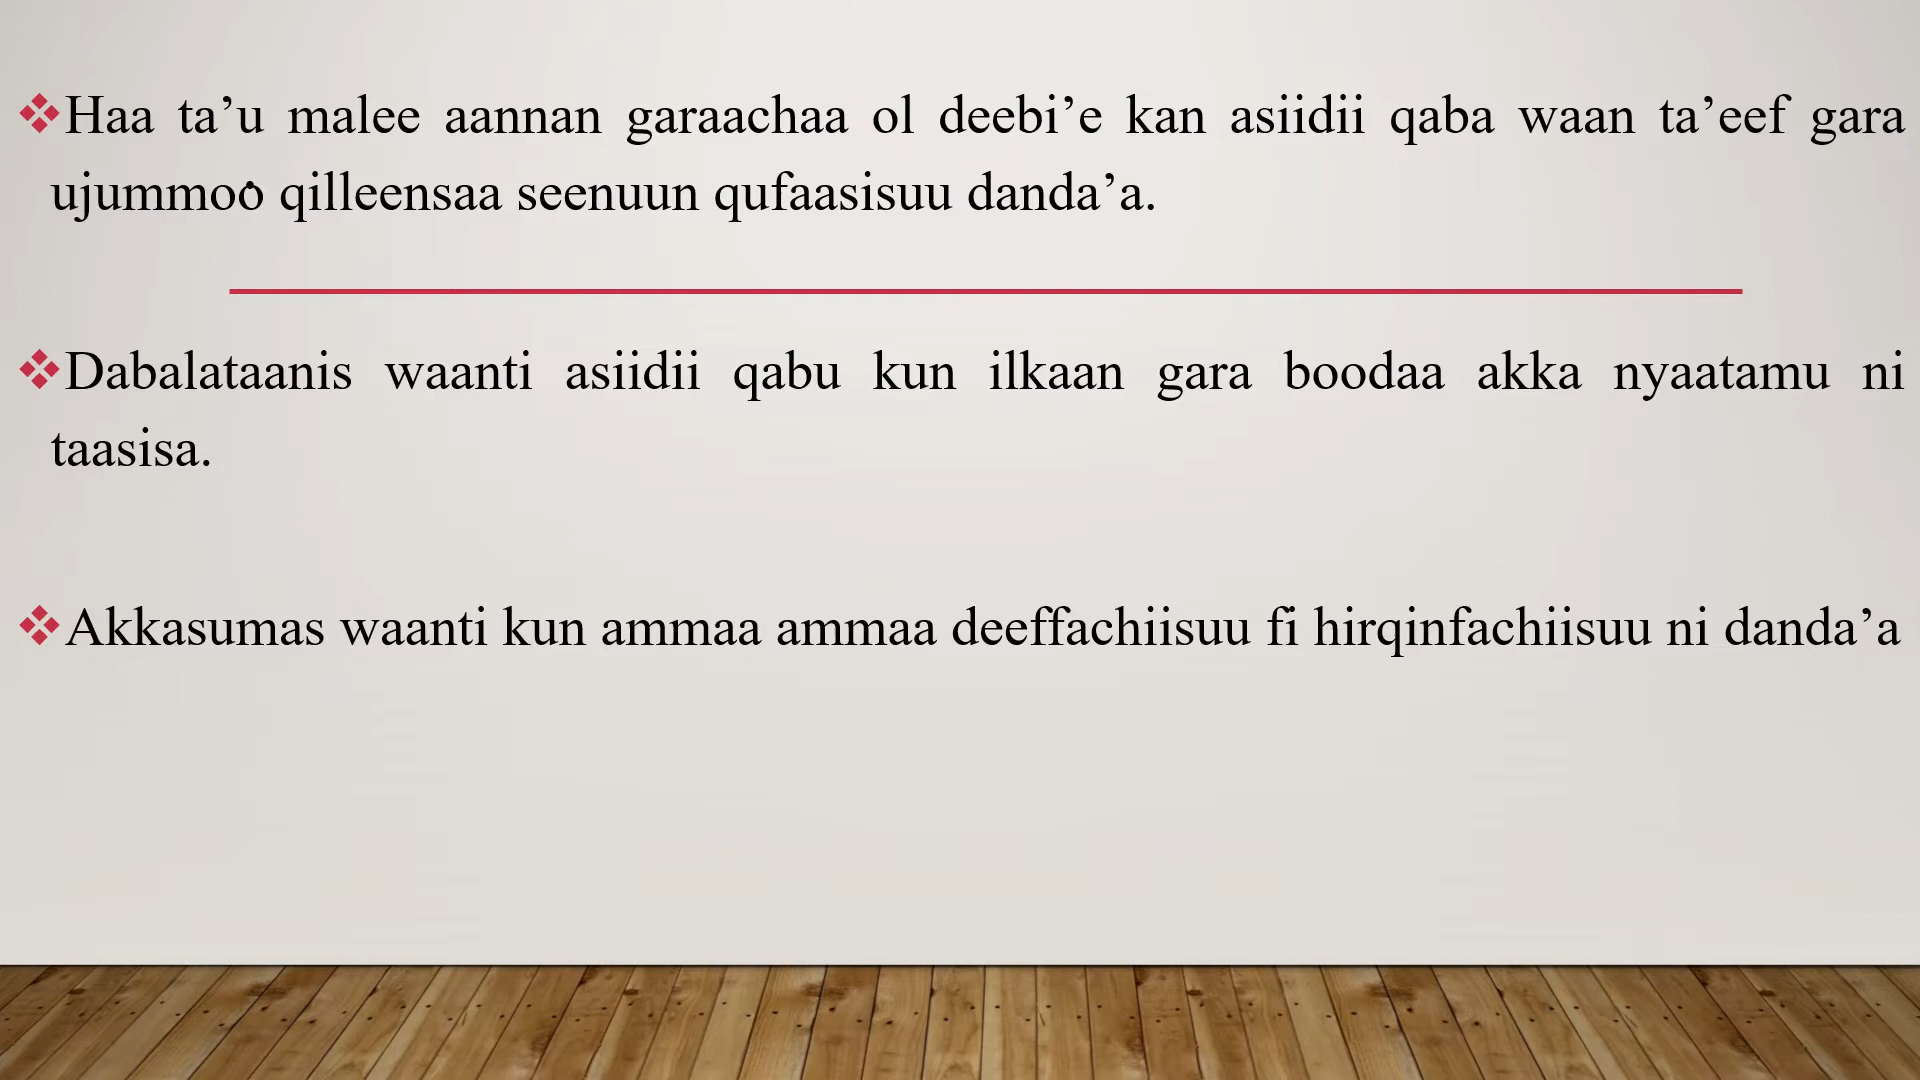 ❖Haa ta’u malee aannan garaachaa ol deebi’e kan asiidii qaba waan ta’eef gara
ujummoo qilleensaa seenuun qufaasisuu danda’a.
❖Dabalataanis waanti asiidii qabu kun ilkaan gara boodaa akka nyaatamu ni
taasisa.
❖Akkasumas waanti kun ammaa ammaa deeffachiisuu fi hirqinfachiisuu ni danda’a